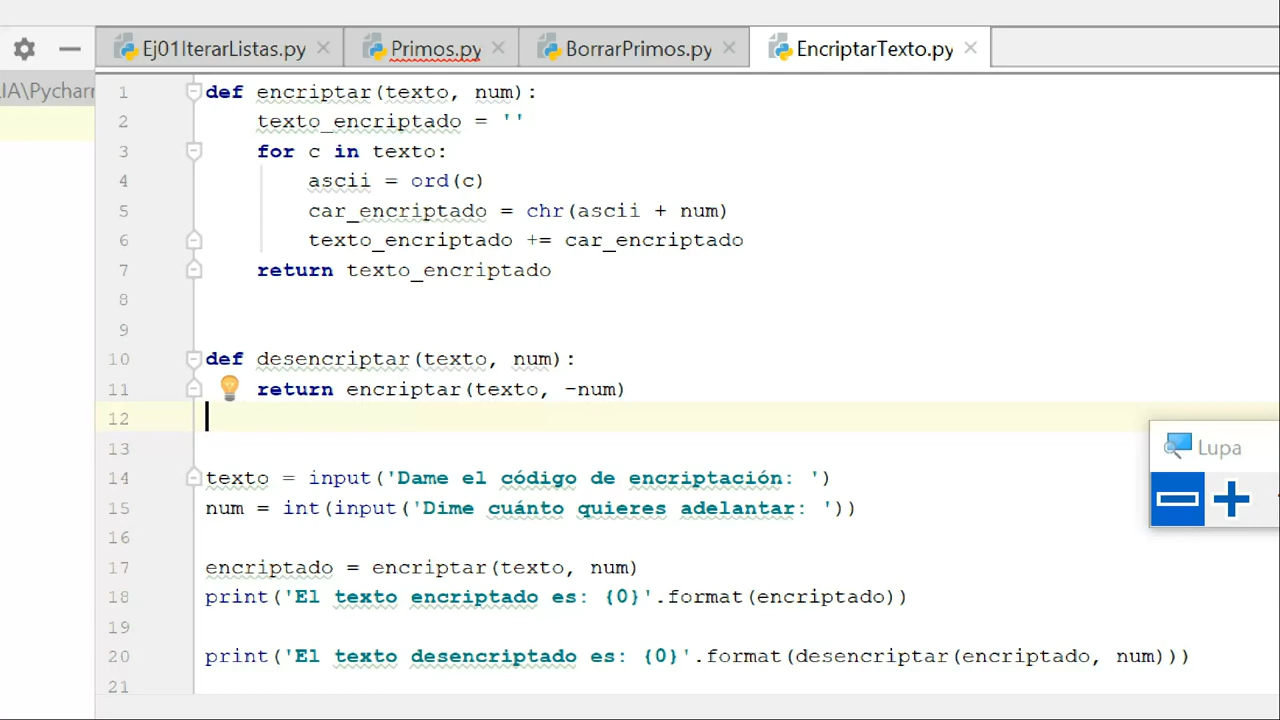 Ej01IterarListas.py Primos.py BorrarPrimos.py EncriptarTexto.py
IA\Pycharm
1 def encriptar(texto, num):
2 texto_encriptado = ''
3 for c in texto:
4 ascii = ord(c)
5 car_encriptado = chr(ascii + num)
6 texto_encriptado += car_encriptado
7 return texto_encriptado
8
9
10 def desencriptar(texto, num):
11 return encriptar(texto, -num)
12
13
14 texto = input('Dame el código de encriptación: ')
15 num = int(input('Dime cuánto quieres adelantar: '))
16
17 encriptado = encriptar(texto, num)
18 print('El texto encriptado es: {0}'.format(encriptado))
19
20 print('El texto desencriptado es: {0}'.format(desencriptar(encriptado, num)))
21
Lupa